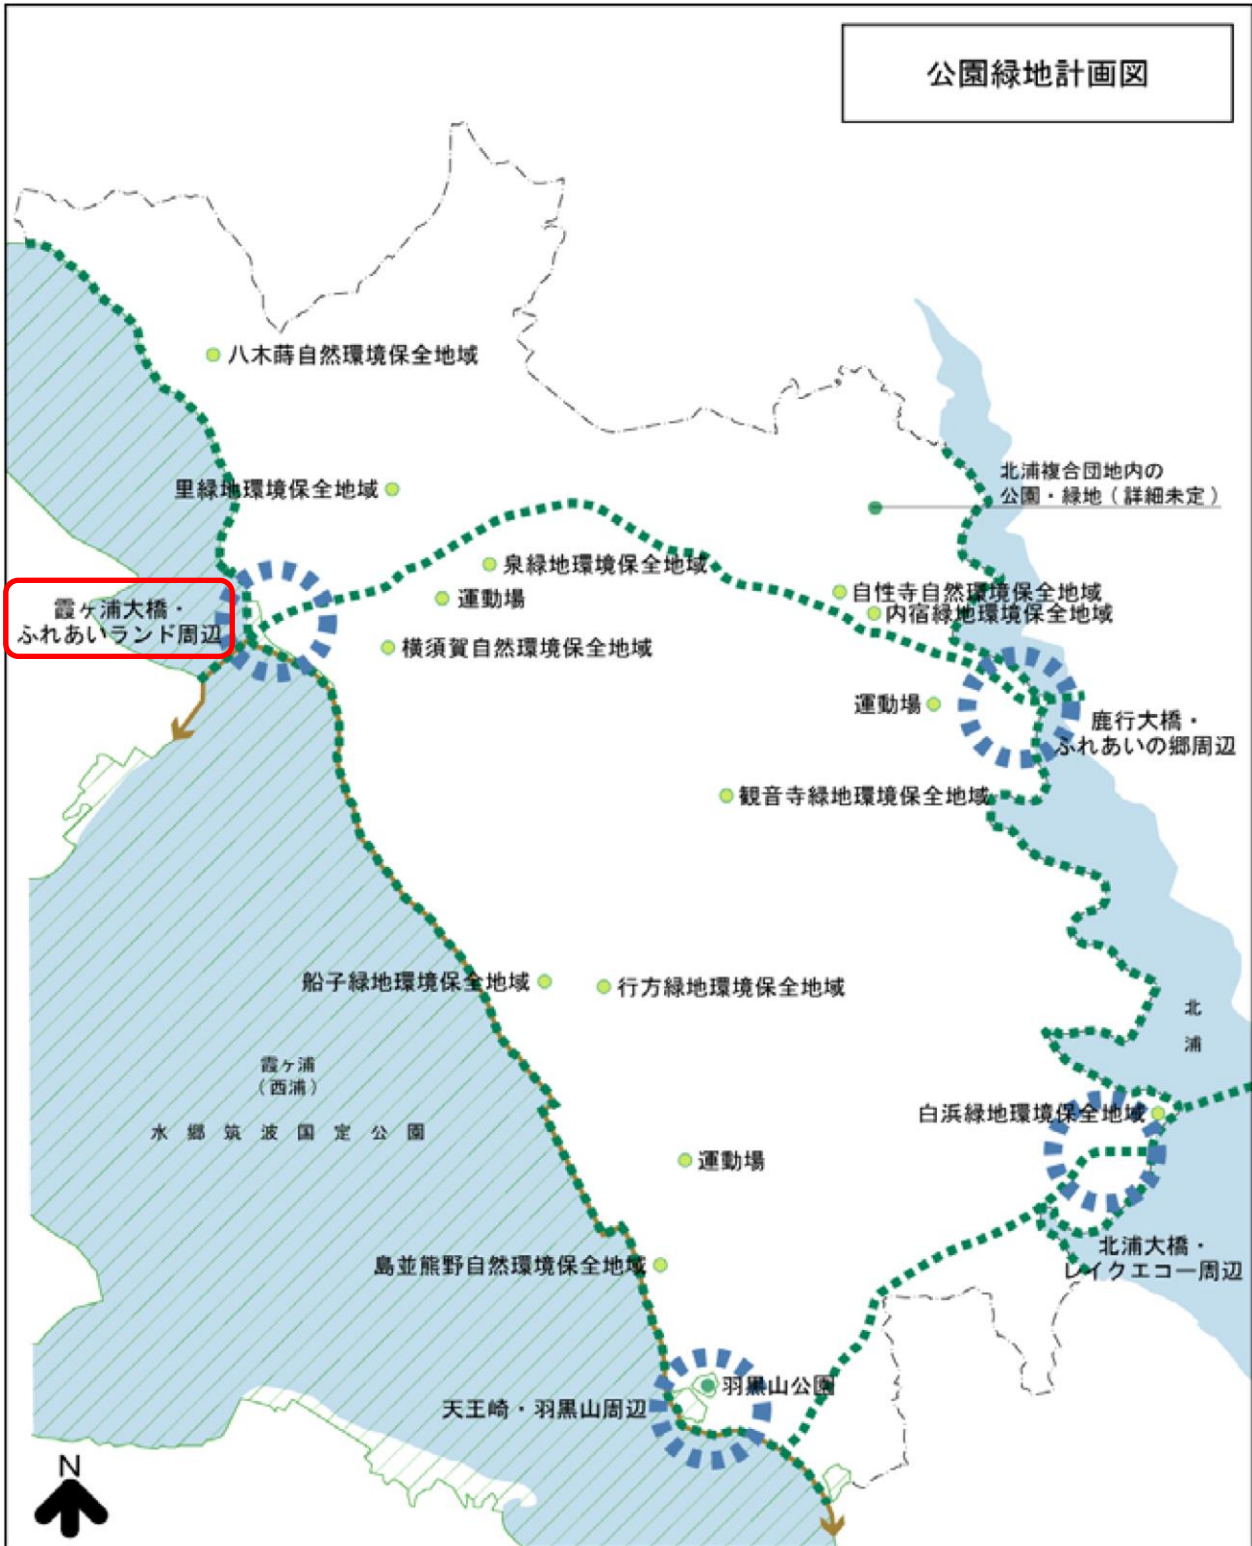 公園緑地計画図
八木蒔自然環境保全地域
里緑地環境保全地域
北浦複合団地内の
公園・緑地(詳細未定)
泉緑地環境保全地域
自性寺自然環境保全地域
運動場
内宿緑地環境保全地域
霞ヶ浦大橋・
ふれあいランド周辺
横須賀自然環境保全地域
運動場
鹿行大橋・
ふれあいの郷周辺
観音寺緑地環境保全地域
船子緑地環境保全地域
行方緑地環境保全地域
北
浦
霞ヶ浦
(西浦)
水郷筑波国定公園
白浜緑地環境保全地域
運動場
北浦大橋・
レイクエコー周辺
島並熊野自然環境保全地域
羽黒山公園
天王崎・羽黒山周辺
N